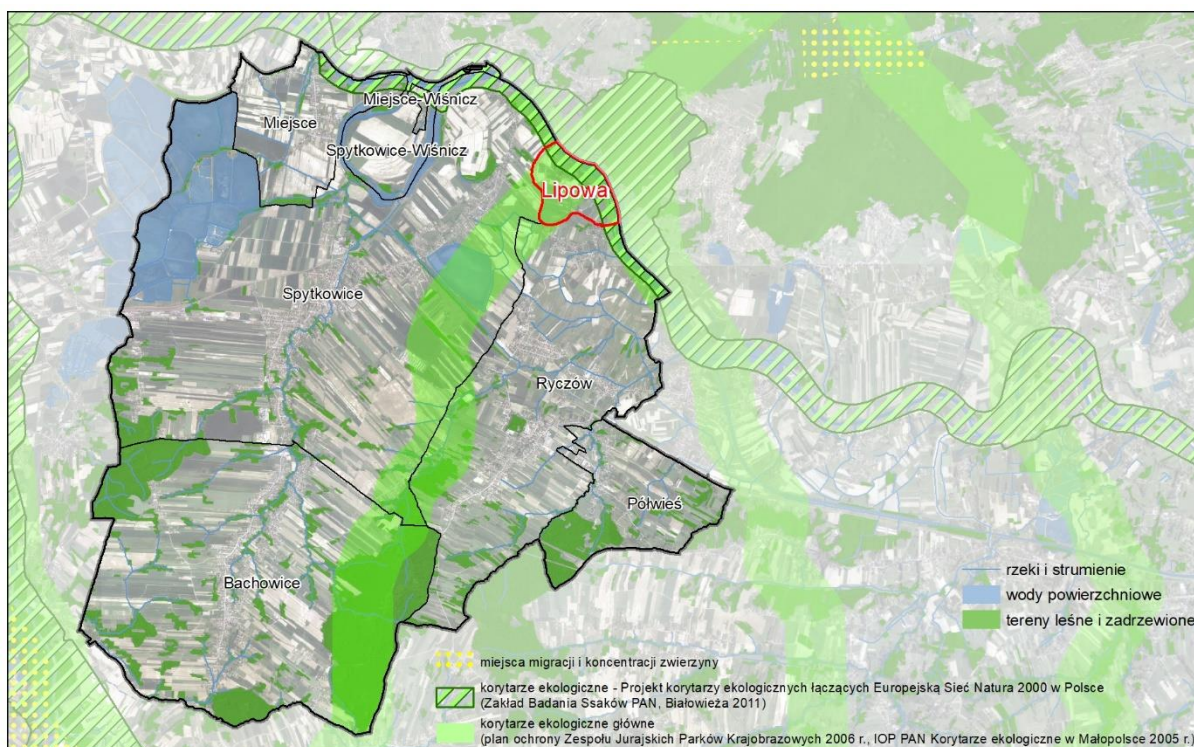 Miejsce-Wiśnicz
Miejsce
Spytkowice-Wiśnicz
Lipowa
Spytkowice
Ryczów
Półwieś
Bachowice
rzeki i strumienie
wody powierzchniowe
tereny leśne i zadrzewione
miejsca migracji i koncentracji zwierzyny
korytarze ekologiczne - Projekt korytarzy ekologicznych łączących Europejską Sieć Natura 2000 w Polsce
(Zakład Badania Ssaków PAN, Białowieża 2011)
korytarze ekologiczne główne
(plan ochrony Zespołu Jurajskich Parków Krajobrazowych 2006 r., IOP PAN Korytarze ekologiczne w Małopolsce 2005 r.)